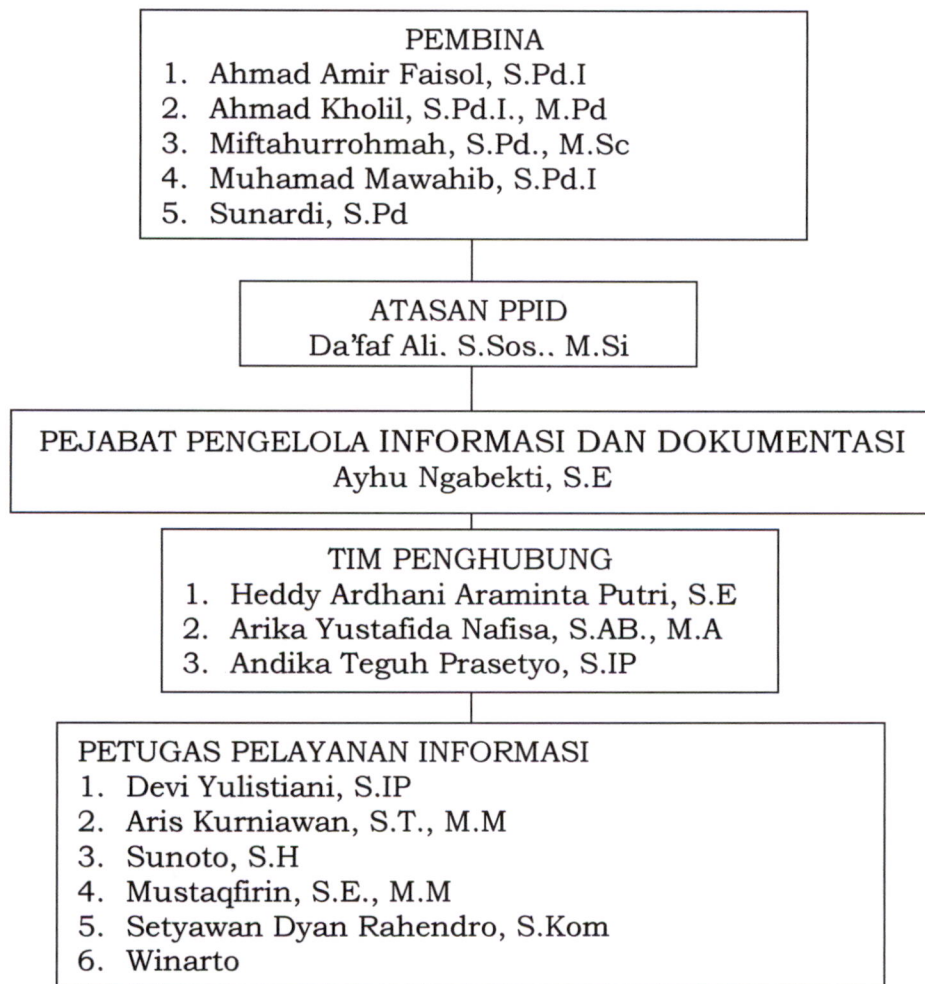 PEMBINA
1. Ahmad Amir Faisol, S.Pd.I
2. Ahmad Kholil, S.Pd.I., M.Pd
3. Miftahurrohmah, S.Pd., M.Sc
4. Muhamad Mawahib, S.Pd.I
5. Sunardi, S.Pd
ATASAN PPID
Da'faf Ali. S.Sos.. M.Si
PEJABAT PENGELOLA INFORMASI DAN DOKUMENTASI
Ayhu Ngabekti, S.E
TIM PENGHUBUNG
1. Heddy Ardhani Araminta Putri, S.E
2. Arika Yustafida Nafisa, S.AB., M.A
3. Andika Teguh Prasetyo, S.IP
PETUGAS PELAYANAN INFORMASI
1. Devi Yulistiani, S.IP
2. Aris Kurniawan, S.T., M.M
3. Sunoto, S.H
4. Mustaqfirin, S.E., M.M
5. Setyawan Dyan Rahendro, S.Kom
6. Winarto